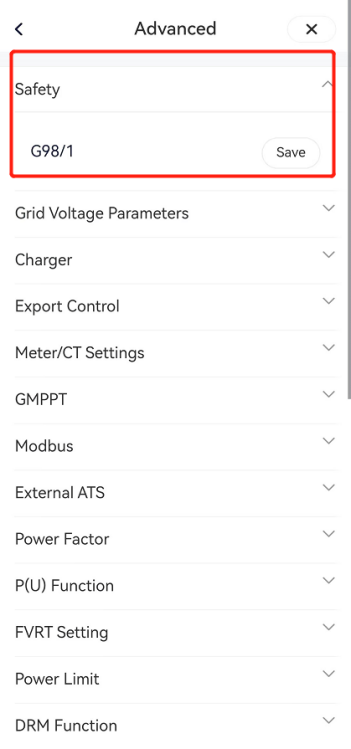 Advanced
Safety
G98/1 Save
Grid Voltage Parameters
Charger
Export Control
Meter/CT Settings
GMPPT
Modbus
External ATS
Power Factor
P(U) Function
FVRT Setting
Power Limit
DRM Function